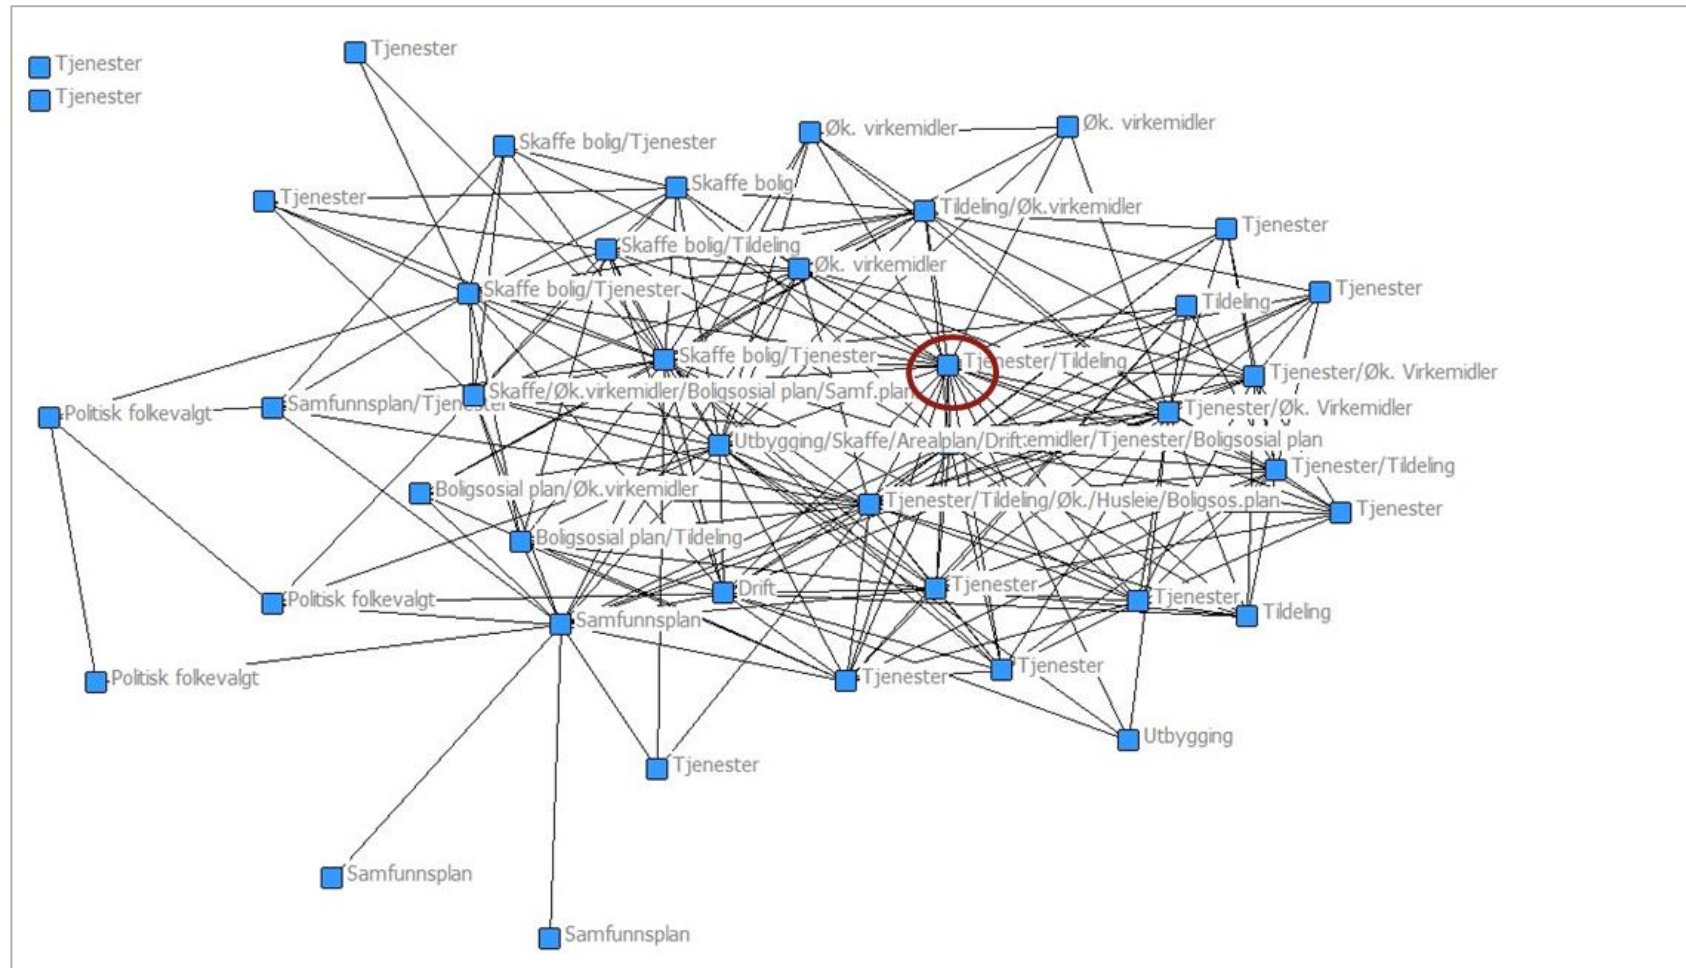 Tjenester
Tjenester
Tjenester
Øk. virkemidler
Øk. virkemidler
Skaffe bolig/Tjenester
Skaffe bolig
Tjenester
Tildeling/Øk.virkemidler
Tjenester
Skaffe bolig/Tildeling
Øk. virkemidler
Skaffe bolig/Tjenester
Tjenester
Tildeling
Skaffe bolig/Tjenester
Tjenester/Tildeling
Tjenester/Øk. Virkemidler
Skaffe/Øk.virkemidler/Boligsosial plan/Samf.plan
Samfunnsplan/Tjenester
Politisk folkevalgt
Tjenester/Øk. Virkemidler
Utbygging/Skaffe/Arealplan/Drift
emidler/Tjenester/Boligsosial plan
Tjenester/Tildeling
Boligsosial plan/Øk.virkemidler
Tjenester/Tildeling/Øk./Husleie/Boligsos.plan
Tjenester
Boligsosial plan/Tildeling
Drift
Tjenester
Tjenester
Politisk folkevalgt
Tildeling
Samfunnsplan
Politisk folkevalgt
Tjenester
Tjenester
Utbygging
Tjenester
Samfunnsplan
Samfunnsplan